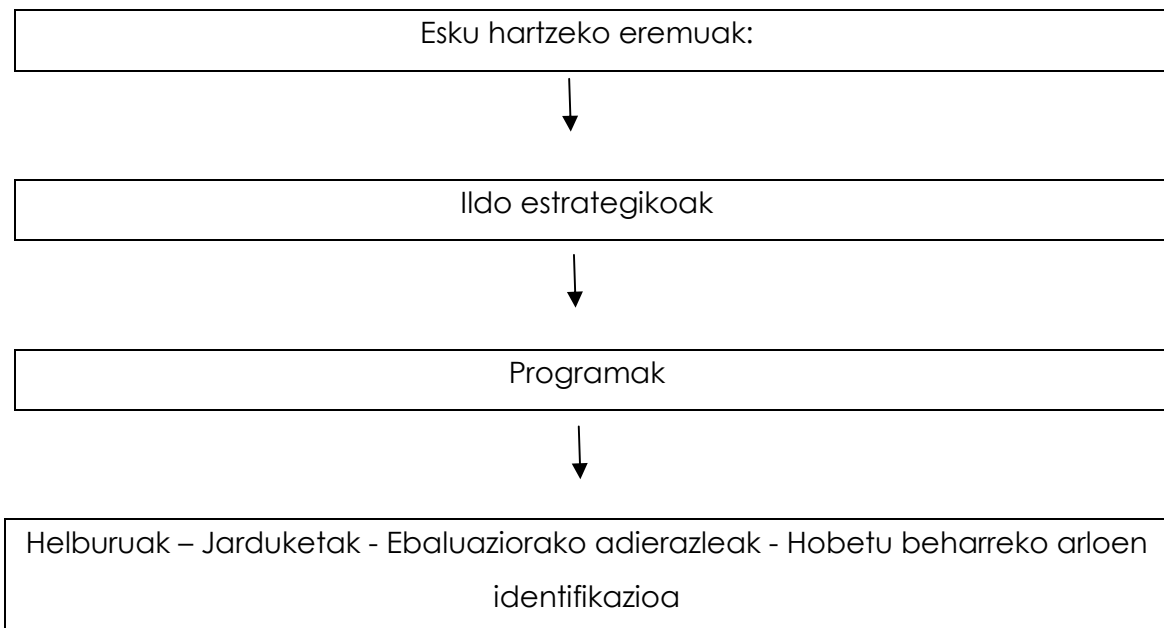 Esku hartzeko eremuak:
Ildo estrategikoak
Programak
Helburuak – Jarduketak - Ebaluaziorako adierazleak - Hobetu beharreko arloen
identifikazioa